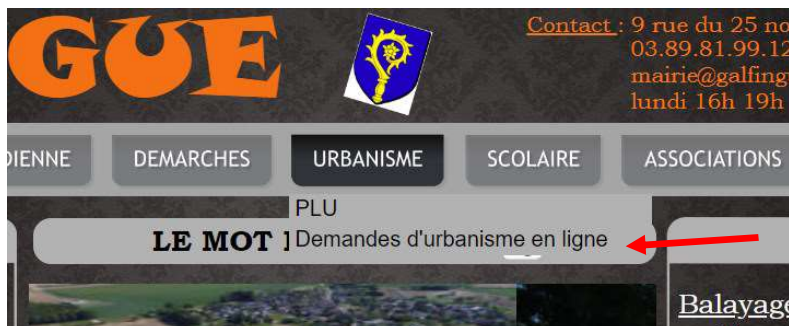 GUE
Contact : 9 rue du 25 no
03.89.81.99.12
mairie@galfing
lundi 16h 19h
DIENNE DEMARCHES URBANISME SCOLAIRE ASSOCIATIONS
PLU
LE MOT
Demandes d'urbanisme en ligne
Balayage